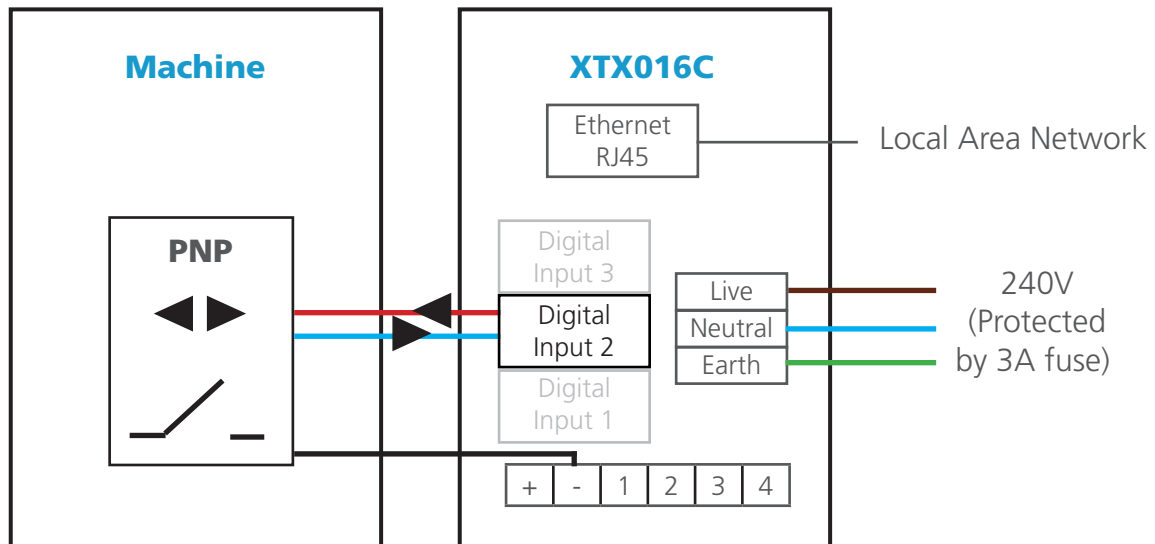 Machine
XTX016C
Ethernet
RJ45
Local Area Network
PNP
Digital
Input 3
Digital
Input 2
Digital
Input 1
Live
Neutral
Earth
240V
(Protected
by 3A fuse)
+ - 1 2 3 4